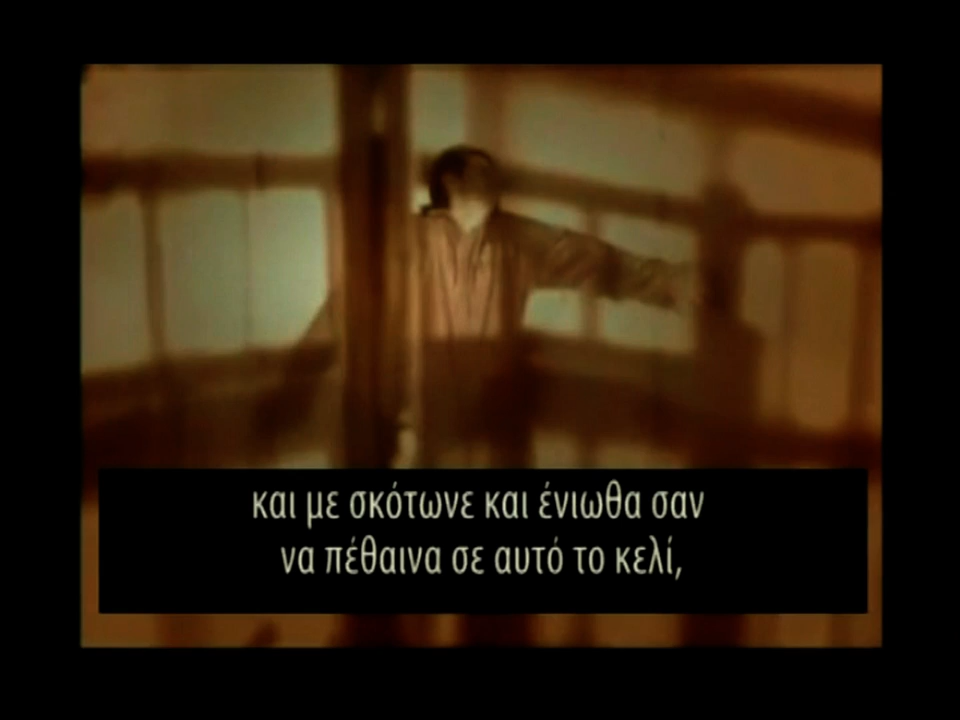 και με σκότωνε και ένιωθα σαν
να πέθαινα σε αυτό το κελί,